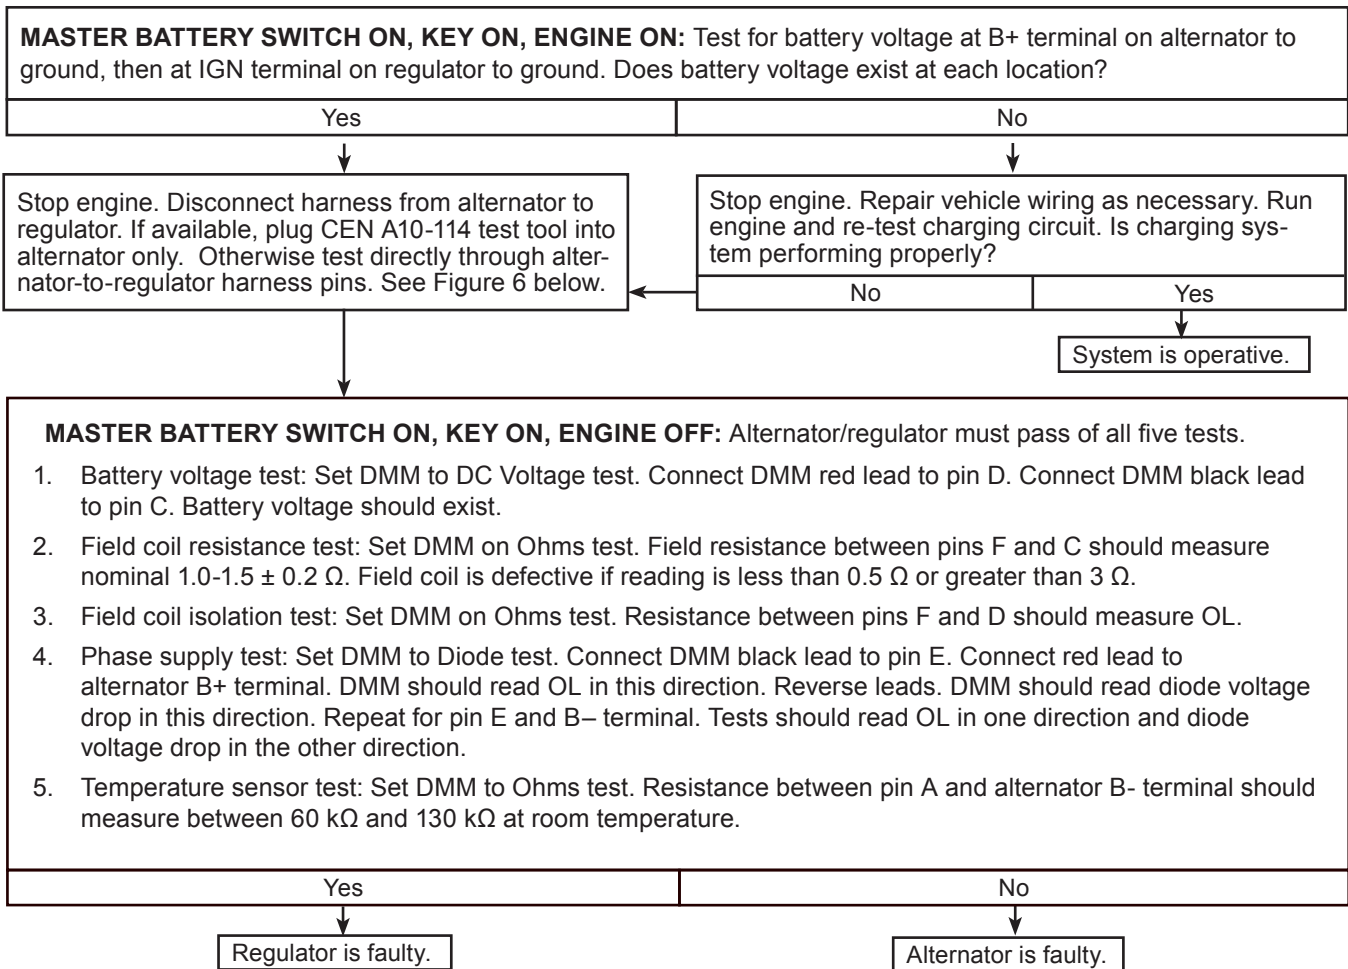 MASTER BATTERY SWITCH ON, KEY ON, ENGINE ON: Test for battery voltage at B+ terminal on alternator to
ground, then at IGN terminal on regulator to ground. Does battery voltage exist at each location?
Yes
No
Stop engine. Disconnect harness from alternator to
regulator. If available, plug CEN A10-114 test tool into
alternator only.  Otherwise test directly through alter-
nator-to-regulator harness pins. See Figure 6 below.
Stop engine. Repair vehicle wiring as necessary. Run
engine and re-test charging circuit. Is charging sys-
tem performing properly?
No
Yes
System is operative.
MASTER BATTERY SWITCH ON, KEY ON, ENGINE OFF: Alternator/regulator must pass of all five tests.
1. Battery voltage test: Set DMM to DC Voltage test. Connect DMM red lead to pin D. Connect DMM black lead
to pin C. Battery voltage should exist.
2. Field coil resistance test: Set DMM on Ohms test. Field resistance between pins F and C should measure
nominal 1.0-1.5 ± 0.2 Ω. Field coil is defective if reading is less than 0.5 Ω or greater than 3 Ω.
3. Field coil isolation test: Set DMM on Ohms test. Resistance between pins F and D should measure OL.
4. Phase supply test: Set DMM to Diode test. Connect DMM black lead to pin E. Connect red lead to
alternator B+ terminal. DMM should read OL in this direction. Reverse leads. DMM should read diode voltage
drop in this direction. Repeat for pin E and B– terminal. Tests should read OL in one direction and diode
voltage drop in the other direction.
5. Temperature sensor test: Set DMM to Ohms test. Resistance between pin A and alternator B- terminal should
measure between 60 kΩ and 130 kΩ at room temperature.
Yes
No
Regulator is faulty.
Alternator is faulty.